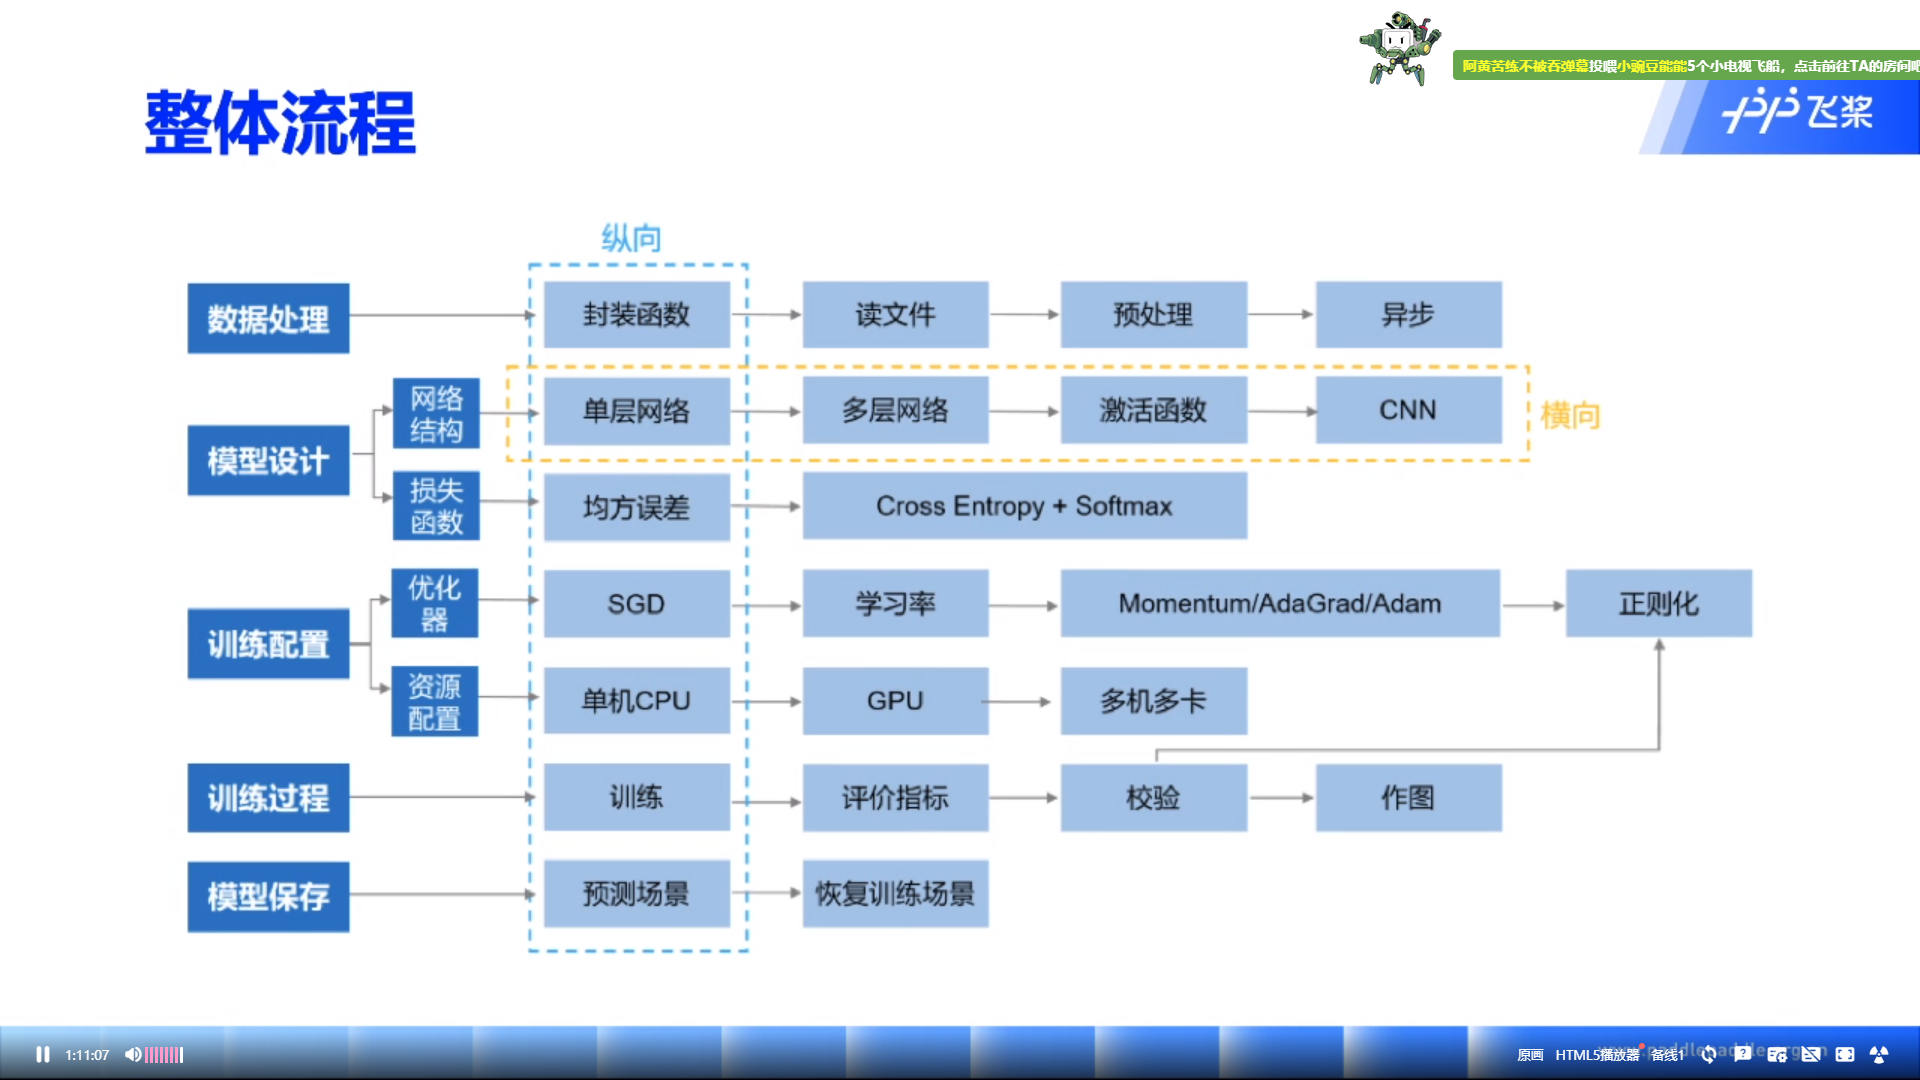 阿黄苦练不被吞弹幕投喂小豌豆能能5个小电视飞船，点击前往TA的房间吧
飞桨
整体流程
纵向
数据处理
封装函数
读文件
预处理
异步
模型设计
网络
结构
单层网络
多层网络
激活函数
CNN
横向
损失
函数
均方误差
Cross Entropy + Softmax
训练配置
优化
器
SGD
学习率
Momentum/AdaGrad/Adam
正则化
资源
配置
单机CPU
GPU
多机多卡
训练过程
训练
评价指标
校验
作图
模型保存
预测场景
恢复训练场景
1:11:07
原画 HTML5播放器 备线1